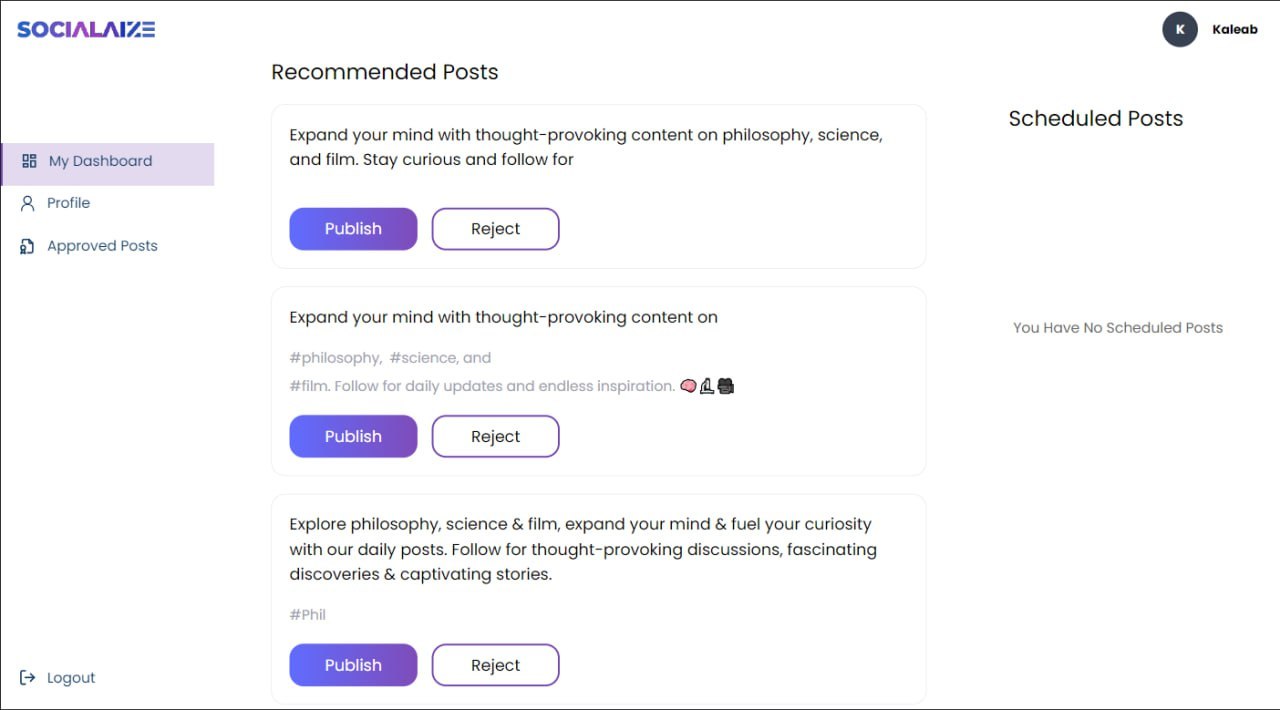 SOCIALAIZE
K
Kaleab
My Dashboard
Profile
Approved Posts
Logout
Recommended Posts
Expand your mind with thought-provoking content on philosophy, science,
and film. Stay curious and follow for
Publish
Reject
Expand your mind with thought-provoking content on
#philosophy, #science, and
#film. Follow for daily updates and endless inspiration. 🧠🔬🎥
Publish
Reject
Explore philosophy, science & film, expand your mind & fuel your curiosity
with our daily posts. Follow for thought-provoking discussions, fascinating
discoveries & captivating stories.
#Phil
Publish
Reject
Scheduled Posts
You Have No Scheduled Posts